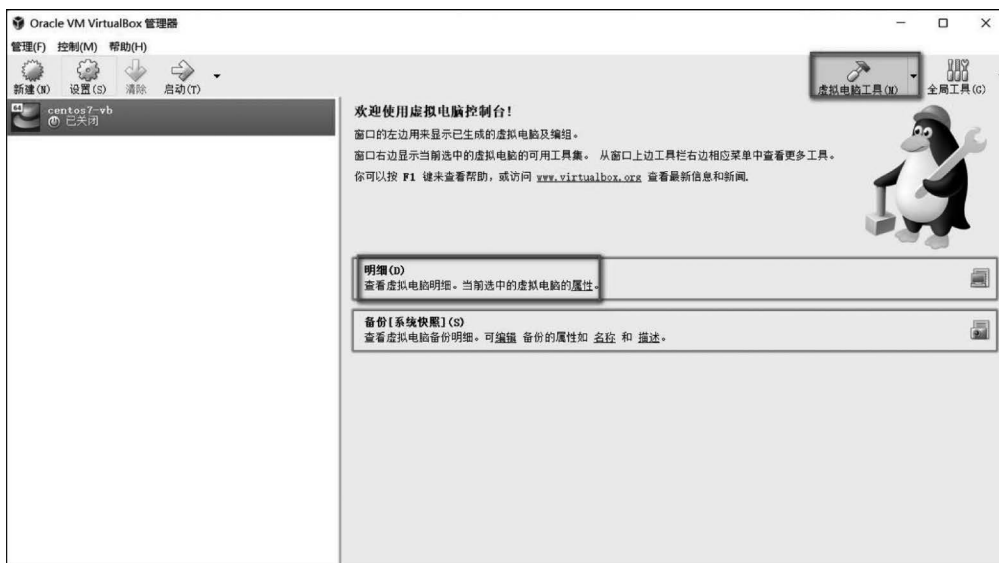 Oracle VM VirtualBox 管理器
管理(F) 控制(M) 帮助(H)
新建(N) 设置(S) 清除 启动(T) 虚拟电脑工具(M) 全局工具(G)
64
centos7-vb
已关闭
欢迎使用虚拟电脑控制台!
窗口的左边用来显示已生成的虚拟电脑及编组。
窗口右边显示当前选中的虚拟电脑的可用工具集。 从窗口上边工具栏右边相应菜单中查看更多工具。
你可以按 F1 键来查看帮助,或访问 www.virtualbox.org 查看最新信息和新闻.
明细(D)
查看虚拟电脑明细。当前选中的虚拟电脑的属性。
备份[系统快照](S)
查看虚拟电脑备份明细。可编辑 备份的属性如 名称 和 描述。